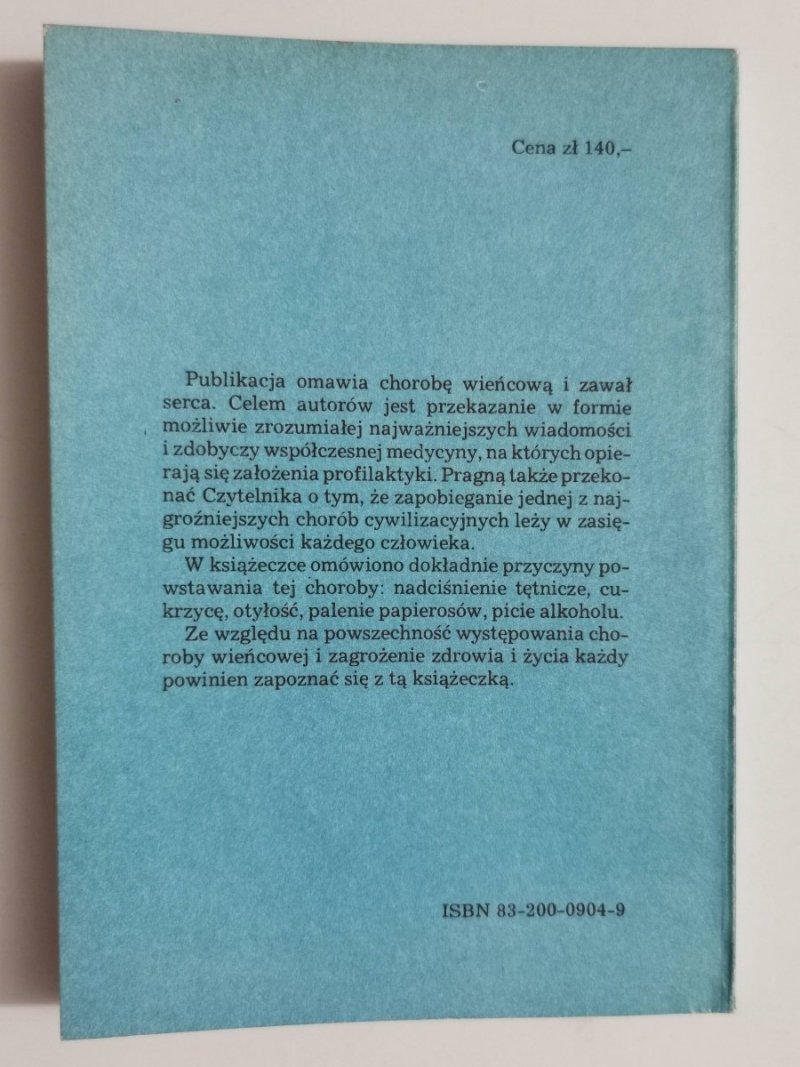 Cena zł 140,–
Publikacja omawia chorobę wieńcową i zawał
serca. Celem autorów jest przekazanie w formie
możliwie zrozumiałej najważniejszych wiadomości
i zdobyczy współczesnej medycyny, na których opie-
rają się założenia profilaktyki. Pragną także przeko-
nać Czytelnika o tym, że zapobieganie jednej z naj-
groźniejszych chorób cywilizacyjnych leży w zasię-
gu możliwości każdego człowieka.
W książeczce omówiono dokładnie przyczyny po-
wstawania tej choroby: nadciśnienie tętnicze, cu-
krzycę, otyłość, palenie papierosów, picie alkoholu.
Ze względu na powszechność występowania cho-
roby wieńcowej i zagrożenie zdrowia i życia każdy
powinien zapoznać się z tą książeczką.
ISBN 83-200-0904-9